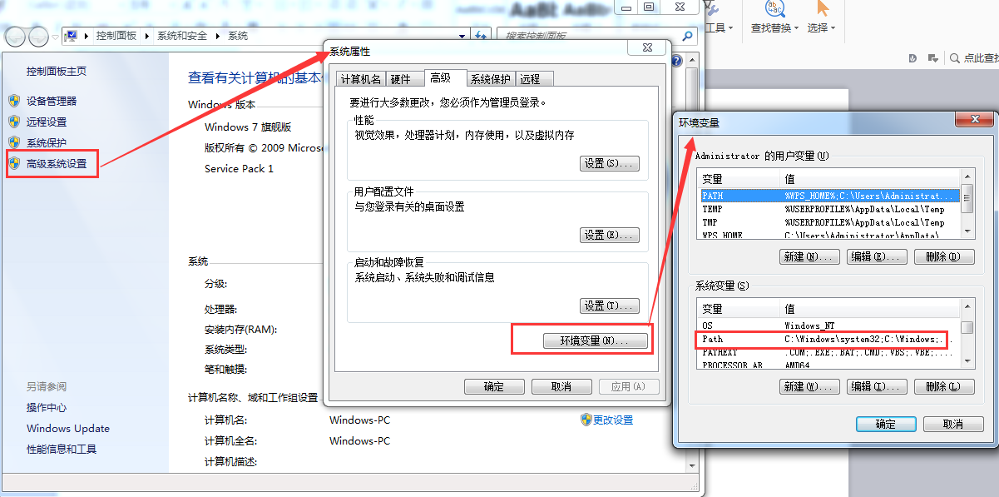 AaBb AaBb
工具 查找替换 选择
控制面板 系统和安全 系统
搜索控制面板
点此查找
控制面板主页
设备管理器
远程设置
系统保护
高级系统设置
另请参阅
操作中心
Windows Update
性能信息和工具
查看有关计算机的基本
Windows 版本
Windows 7 旗舰版
版权所有 © 2009 Micros
Service Pack 1
系统
分级:
处理器:
安装内存(RAM):
系统类型:
笔和触摸:
计算机名称、域和工作组设置
计算机名: Windows-PC
更改设置
计算机全名: Windows-PC
计算机描述:
系统属性
计算机名 硬件 高级 系统保护 远程
要进行大多数更改，您必须作为管理员登录。
性能
视觉效果，处理器计划，内存使用，以及虚拟内存
设置(S)...
用户配置文件
与您登录有关的桌面设置
设置(E)...
启动和故障恢复
系统启动、系统失败和调试信息
设置(T)...
环境变量(N)...
确定 取消 应用(A)
环境变量
Administrator 的用户变量(U)
变量 值
PATH %WPS_HOME%;C:\Users\Administrat...
TEMP %USERPROFILE%\AppData\Local\Temp
TMP %USERPROFILE%\AppData\Local\Temp
WPS_HOME C:\Users\Administrator\AppData\
新建(N)... 编辑(E)... 删除(D)
系统变量(S)
变量 值
OS Windows_NT
Path C:\Windows\system32;C:\Windows;.
PATHEXT .COM;.EXE;.BAT;.CMD;.VBS;.VBE;....
PROCESSOR_AR AMD64
新建(W)... 编辑(I)... 删除(L)
确定 取消